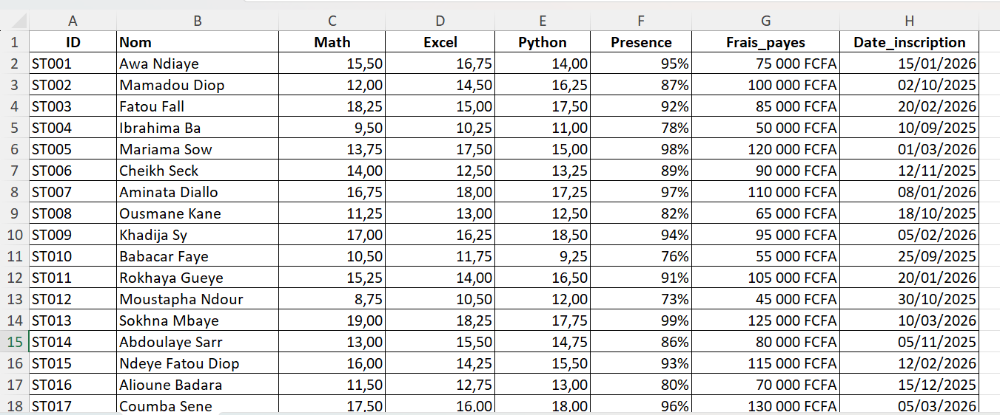 A B C D E F G H
1 ID Nom Math Excel Python Presence Frais_payes Date_inscription
2 ST001 Awa Ndiaye 15,50 16,75 14,00 95% 75 000 FCFA 15/01/2026
3 ST002 Mamadou Diop 12,00 14,50 16,25 87% 100 000 FCFA 02/10/2025
4 ST003 Fatou Fall 18,25 15,00 17,50 92% 85 000 FCFA 20/02/2026
5 ST004 Ibrahima Ba 9,50 10,25 11,00 78% 50 000 FCFA 10/09/2025
6 ST005 Mariama Sow 13,75 17,50 15,00 98% 120 000 FCFA 01/03/2026
7 ST006 Cheikh Seck 14,00 12,50 13,25 89% 90 000 FCFA 12/11/2025
8 ST007 Aminata Diallo 16,75 18,00 17,25 97% 110 000 FCFA 08/01/2026
9 ST008 Ousmane Kane 11,25 13,00 12,50 82% 65 000 FCFA 18/10/2025
10 ST009 Khadija Sy 17,00 16,25 18,50 94% 95 000 FCFA 05/02/2026
11 ST010 Babacar Faye 10,50 11,75 9,25 76% 55 000 FCFA 25/09/2025
12 ST011 Rokhaya Gueye 15,25 14,00 16,50 91% 105 000 FCFA 20/01/2026
13 ST012 Moustapha Ndour 8,75 10,50 12,00 73% 45 000 FCFA 30/10/2025
14 ST013 Sokhna Mbaye 19,00 18,25 17,75 99% 125 000 FCFA 10/03/2026
15 ST014 Abdoulaye Sarr 13,00 15,50 14,75 86% 80 000 FCFA 05/11/2025
16 ST015 Ndeye Fatou Diop 16,00 14,25 15,50 93% 115 000 FCFA 12/02/2026
17 ST016 Alioune Badara 11,50 12,75 13,00 80% 70 000 FCFA 15/12/2025
18 ST017 Coumba Sene 17,50 16,00 18,00 96% 130 000 FCFA 05/03/2026